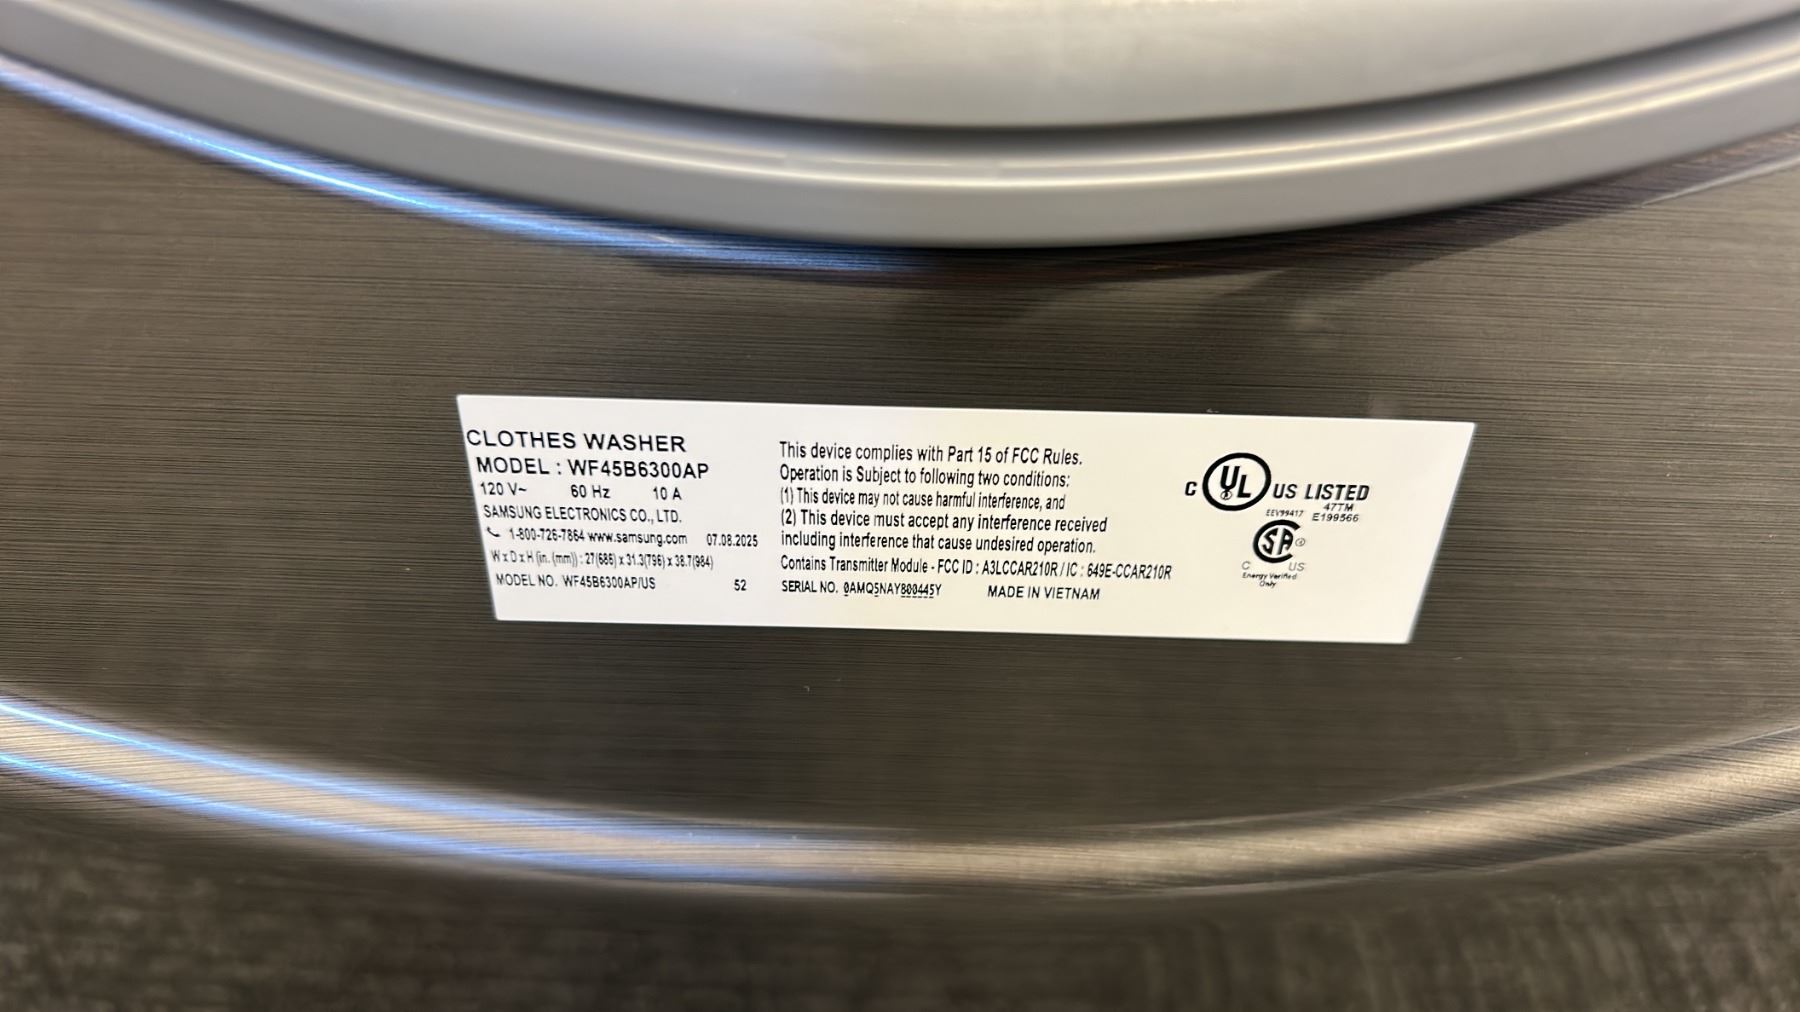 CLOTHES WASHER
MODEL : WF45B6300AP
120 V~ 60 Hz 10 A
SAMSUNG ELECTRONICS CO., LTD.
1-800-726-7864 www.samsung.com 07.08.2025
W x D x H (in. (mm)) : 27(686) x 31.3(796) x 38.7(984)
MODEL NO. WF45B6300AP/US 52
This device complies with Part 15 of FCC Rules.
Operation is Subject to following two conditions:
(1) This device may not cause harmful interference, and
(2) This device must accept any interference received
including interference that cause undesired operation.
Contains Transmitter Module - FCC ID : A3LCCAR210R / IC : 649E-CCAR210R
SERIAL NO. 0AMQ5NAY800445Y MADE IN VIETNAM
C UL US LISTED
47TM
EEV99417 E199566
SA
C US
Energy Verified
Only